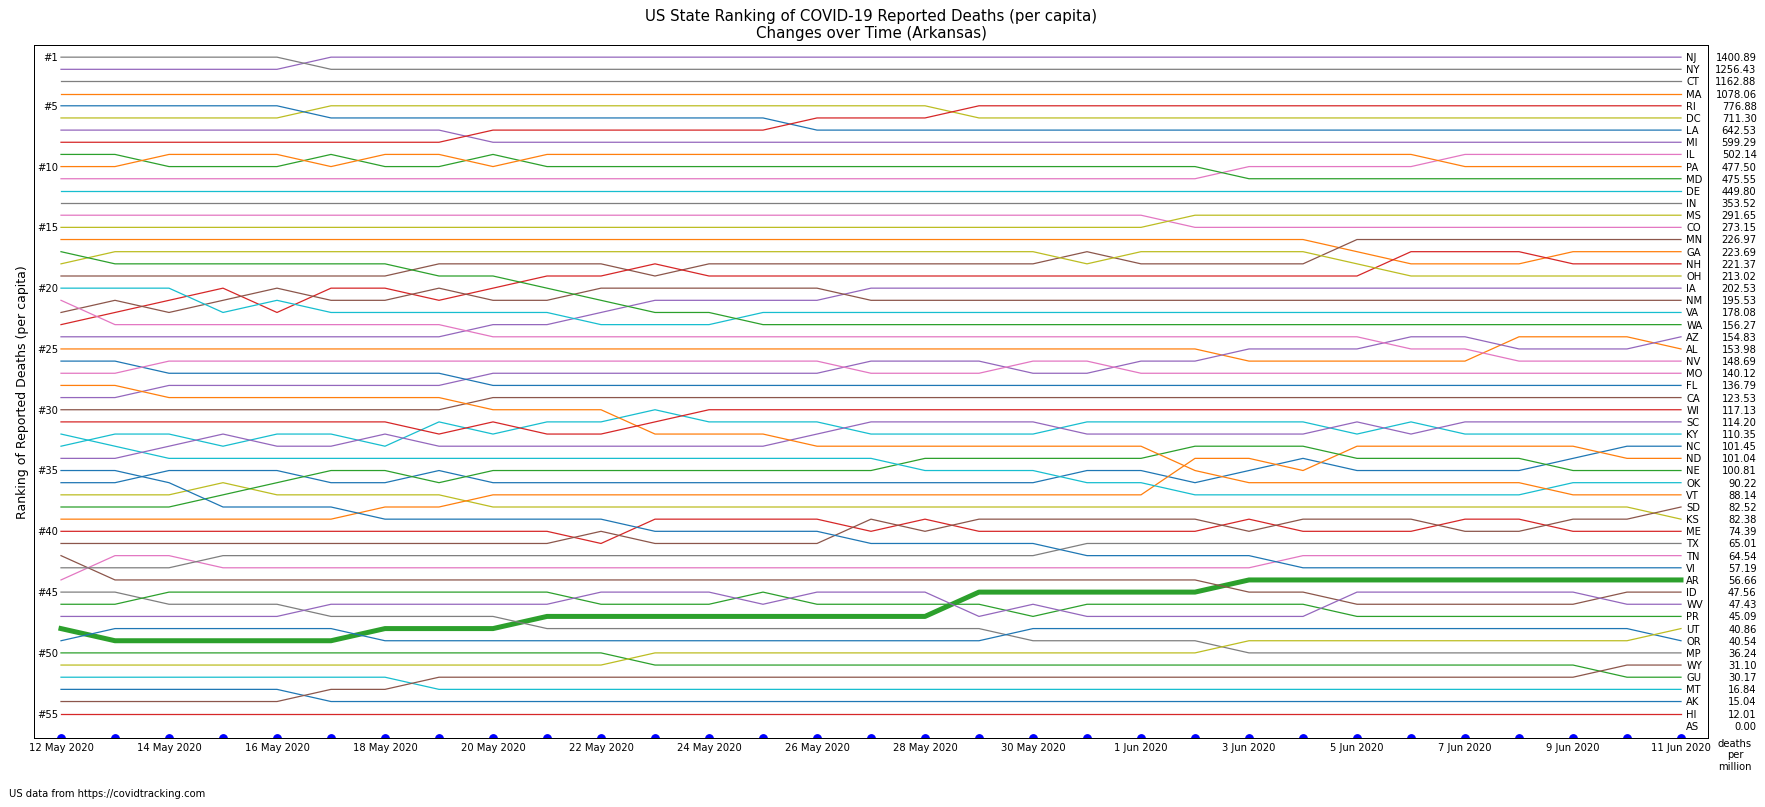 US State Ranking of COVID-19 Reported Deaths (per capita)
Changes over Time (Arkansas)
Ranking of Reported Deaths (per capita)
#1
#5
#10
#15
#20
#25
#30
#35
#40
#45
#50
#55
NJ 1400.89
NY 1256.43
CT 1162.88
MA 1078.06
RI 776.88
DC 711.30
LA 642.53
MI 599.29
IL 502.14
PA 477.50
MD 475.55
DE 449.80
IN 353.52
MS 291.65
CO 273.15
MN 226.97
GA 223.69
NH 221.37
OH 213.02
IA 202.53
NM 195.53
VA 178.08
WA 156.27
AZ 154.83
AL 153.98
NV 148.69
MO 140.12
FL 136.79
CA 123.53
WI 117.13
SC 114.20
KY 110.35
NC 101.45
ND 101.04
NE 100.81
OK 90.22
VT 88.14
SD 82.52
KS 82.38
ME 74.39
TX 65.01
TN 64.54
VI 57.19
AR 56.66
ID 47.56
WV 47.43
PR 45.09
UT 40.86
OR 40.54
MP 36.24
WY 31.10
GU 30.17
MT 16.84
AK 15.04
HI 12.01
AS 0.00
12 May 2020 14 May 2020 16 May 2020 18 May 2020 20 May 2020 22 May 2020 24 May 2020 26 May 2020 28 May 2020 30 May 2020 1 Jun 2020 3 Jun 2020 5 Jun 2020 7 Jun 2020 9 Jun 2020 11 Jun 2020
deaths
per
million
US data from https://covidtracking.com